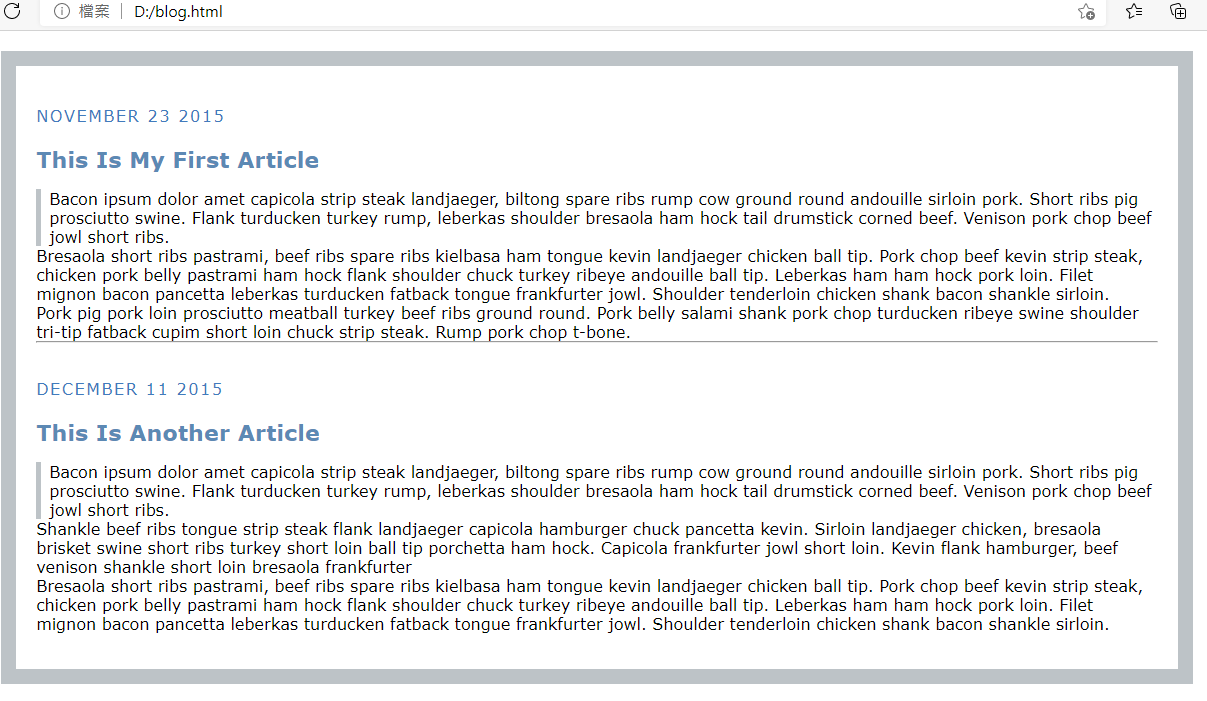 檔案 D:/blog.html
NOVEMBER 23 2015
This Is My First Article
Bacon ipsum dolor amet capicola strip steak landjaeger, biltong spare ribs rump cow ground round andouille sirloin pork. Short ribs pig
prosciutto swine. Flank turducken turkey rump, leberkas shoulder bresaola ham hock tail drumstick corned beef. Venison pork chop beef
jowl short ribs.
Bresaola short ribs pastrami, beef ribs spare ribs kielbasa ham tongue kevin landjaeger chicken ball tip. Pork chop beef kevin strip steak,
chicken pork belly pastrami ham hock flank shoulder chuck turkey ribeye andouille ball tip. Leberkas ham ham hock pork loin. Filet
mignon bacon pancetta leberkas turducken fatback tongue frankfurter jowl. Shoulder tenderloin chicken shank bacon shankle sirloin.
Pork pig pork loin prosciutto meatball turkey beef ribs ground round. Pork belly salami shank pork chop turducken ribeye swine shoulder
tri-tip fatback cupim short loin chuck strip steak. Rump pork chop t-bone.
DECEMBER 11 2015
This Is Another Article
Bacon ipsum dolor amet capicola strip steak landjaeger, biltong spare ribs rump cow ground round andouille sirloin pork. Short ribs pig
prosciutto swine. Flank turducken turkey rump, leberkas shoulder bresaola ham hock tail drumstick corned beef. Venison pork chop beef
jowl short ribs.
Shankle beef ribs tongue strip steak flank landjaeger capicola hamburger chuck pancetta kevin. Sirloin landjaeger chicken, bresaola
brisket swine short ribs turkey short loin ball tip porchetta ham hock. Capicola frankfurter jowl short loin. Kevin flank hamburger, beef
venison shankle short loin bresaola frankfurter
Bresaola short ribs pastrami, beef ribs spare ribs kielbasa ham tongue kevin landjaeger chicken ball tip. Pork chop beef kevin strip steak,
chicken pork belly pastrami ham hock flank shoulder chuck turkey ribeye andouille ball tip. Leberkas ham ham hock pork loin. Filet
mignon bacon pancetta leberkas turducken fatback tongue frankfurter jowl. Shoulder tenderloin chicken shank bacon shankle sirloin.